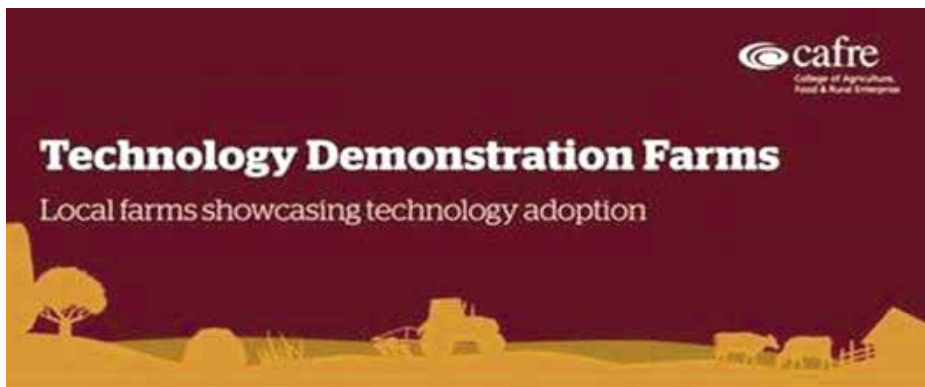 cafre
College of Agriculture,
Food & Rural Enterprise
Technology Demonstration Farms
Local farms showcasing technology adoption